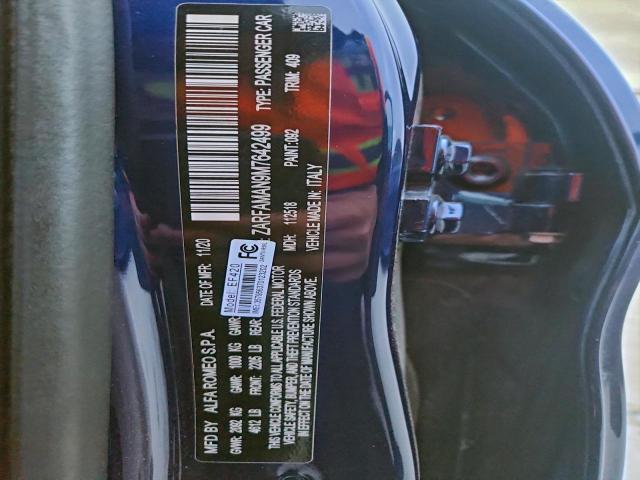 MFD BY ALFA ROMEO S.P.A. DATE OF MFR: 11/20
GVWR: 2092 KG GAWR: 1000 KG GAWR:
4612 LB FRONT: 2205 LB REAR:
Model: EF420
FC
THIS VEHICLE COMPLIES TO ALL APPLICABLE U.S. FEDERAL MOTOR
VEHICLE SAFETY, BUMPER, AND THEFT PREVENTION STANDARDS
IN EFFECT ON THE DATE OF MANUFACTURE SHOWN ABOVE.
ZARFAMAN9M7642499 TYPE: PASSENGER CAR
MDH: 112518 PAINT: 092 TRIM: 409
VEHICLE MADE IN: ITALY